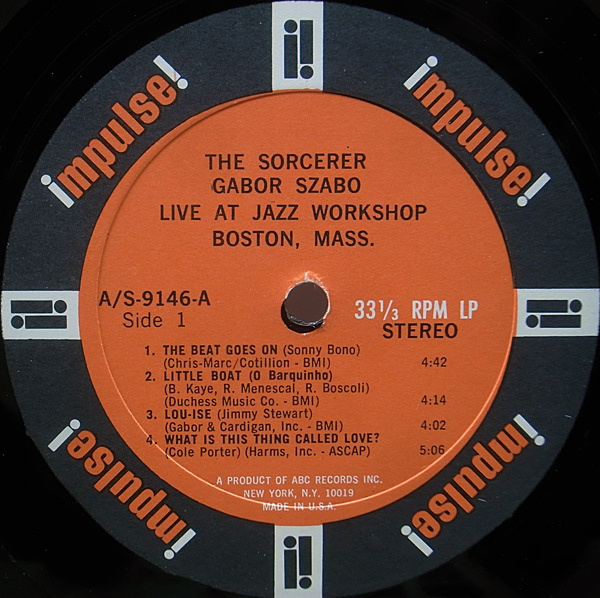 impulse!
impulse!
THE SORCERER
GABOR SZABO
LIVE AT JAZZ WORKSHOP
BOSTON, MASS.
A/S-9146-A
Side 1
33⅓ RPM LP
STEREO
1. THE BEAT GOES ON (Sonny Bono)
(Chris-Marc/Cotillion - BMI) 4:42
2. LITTLE BOAT (O Barquinho)
(B. Kaye, R. Menescal, R. Boscoli)
(Duchess Music Co. - BMI) 4:14
3. LOU-ISE (Jimmy Stewart)
(Gabor & Cardigan, Inc. - BMI) 4:02
4. WHAT IS THIS THING CALLED LOVE?
(Cole Porter) (Harms, Inc. - ASCAP) 5:06
A PRODUCT OF ABC RECORDS INC.
NEW YORK, N.Y. 10019
MADE IN U.S.A.
impulse!
impulse!